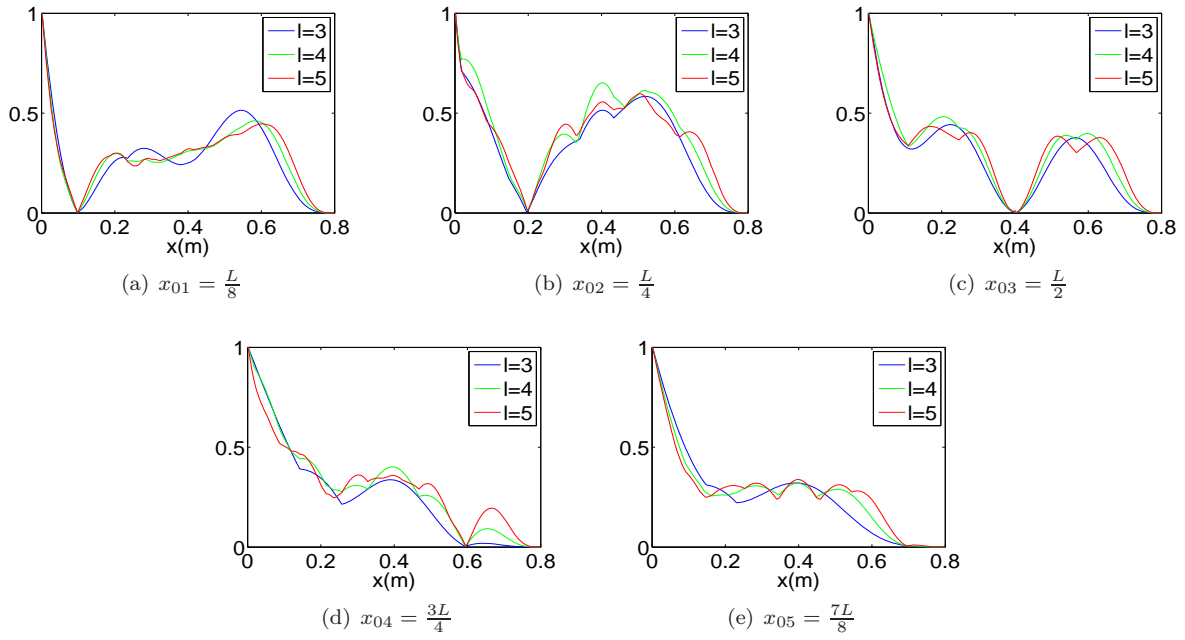 1
0.5
0
0 0.2 0.4 0.6 0.8
x(m)
l=3
l=4
l=5
(a) x₀₁ = L/8
1
0.5
0
0 0.2 0.4 0.6 0.8
x(m)
l=3
l=4
l=5
(b) x₀₂ = L/4
1
0.5
0
0 0.2 0.4 0.6 0.8
x(m)
l=3
l=4
l=5
(c) x₀₃ = L/2
1
0.5
0
0 0.2 0.4 0.6 0.8
x(m)
l=3
l=4
l=5
(d) x₀₄ = 3L/4
1
0.5
0
0 0.2 0.4 0.6 0.8
x(m)
l=3
l=4
l=5
(e) x₀₅ = 7L/8